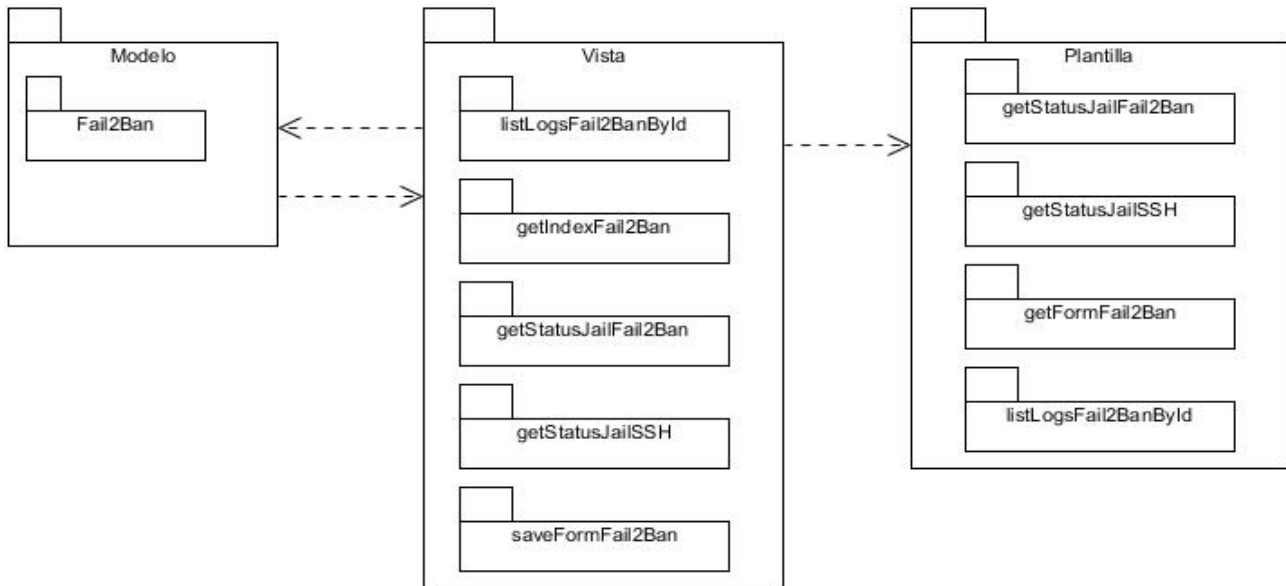 Modelo
Fail2Ban
Vista
listLogsFail2BanById
getIndexFail2Ban
getStatusJailFail2Ban
getStatusJailSSH
saveFormFail2Ban
Plantilla
getStatusJailFail2Ban
getStatusJailSSH
getFormFail2Ban
listLogsFail2BanById